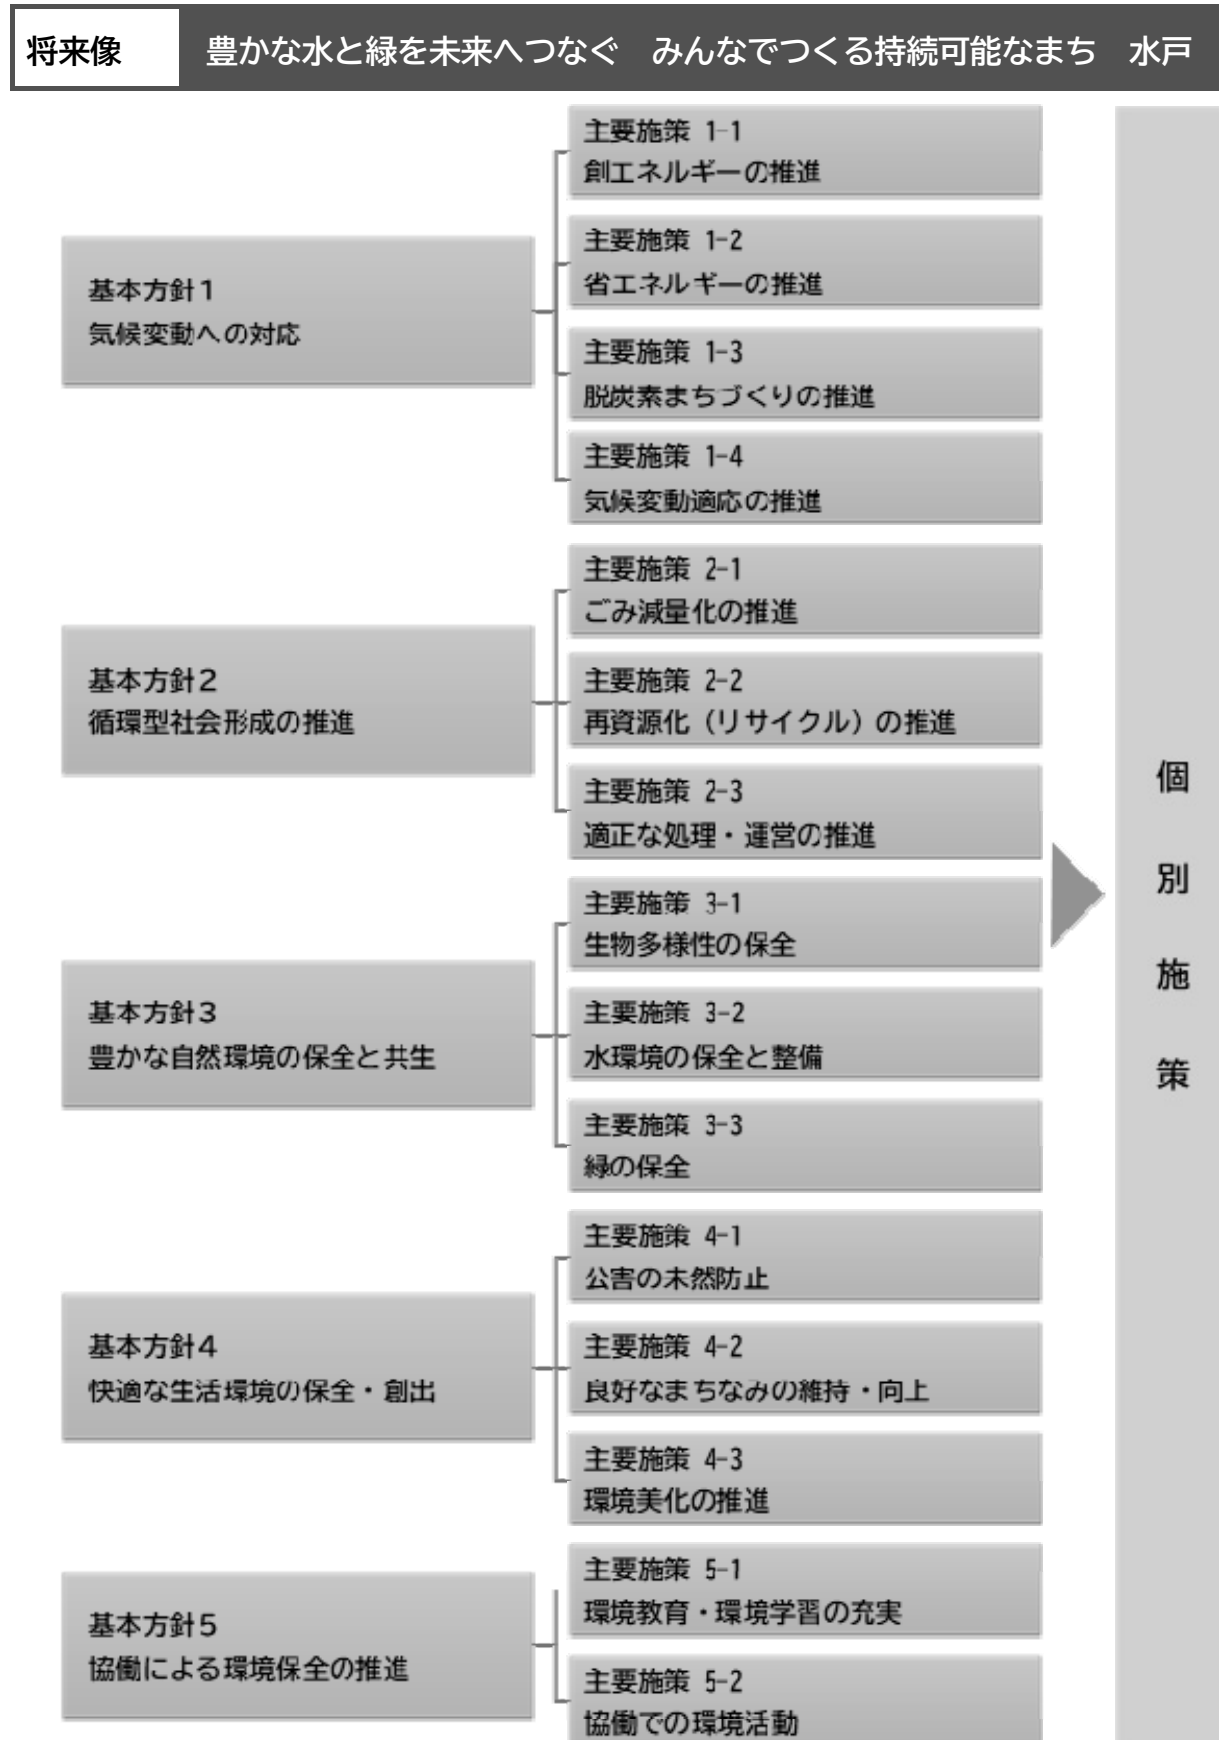 将来像 豊かな水と緑を未来へつなぐ みんなでつくる持続可能なまち 水戸
基本方針1
気候変動への対応
主要施策 1-1
創エネルギーの推進
主要施策 1-2
省エネルギーの推進
主要施策 1-3
脱炭素まちづくりの推進
主要施策 1-4
気候変動適応の推進
基本方針2
循環型社会形成の推進
主要施策 2-1
ごみ減量化の推進
主要施策 2-2
再資源化（リサイクル）の推進
主要施策 2-3
適正な処理・運営の推進
基本方針3
豊かな自然環境の保全と共生
主要施策 3-1
生物多様性の保全
主要施策 3-2
水環境の保全と整備
主要施策 3-3
緑の保全
基本方針4
快適な生活環境の保全・創出
主要施策 4-1
公害の未然防止
主要施策 4-2
良好なまちなみの維持・向上
主要施策 4-3
環境美化の推進
基本方針5
協働による環境保全の推進
主要施策 5-1
環境教育・環境学習の充実
主要施策 5-2
協働での環境活動
個別施策